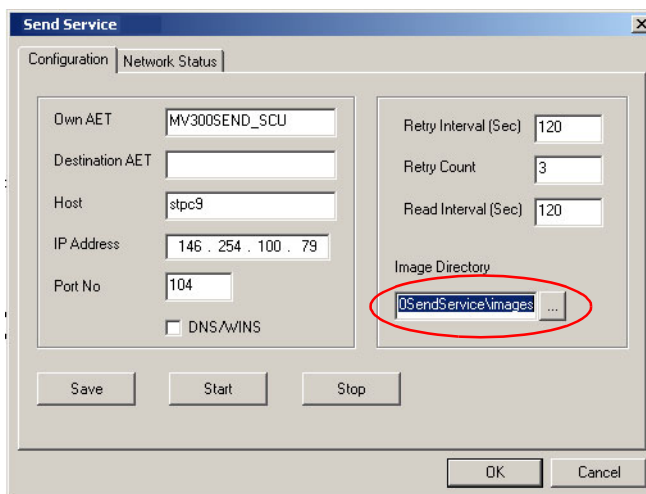 Send Service
Configuration
Network Status
Own AET
MV300SEND_SCU
Destination AET
Host
stpc9
IP Address
146 . 254 . 100 . 79
Port No
104
DNS/WINS
Retry Interval (Sec)
120
Retry Count
3
Read Interval (Sec)
120
Image Directory
0SendService\images
...
Save
Start
Stop
OK
Cancel